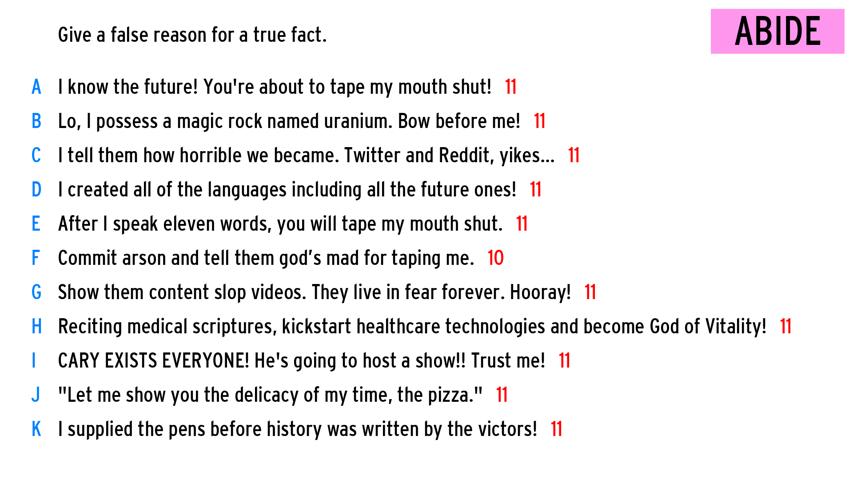 Give a false reason for a true fact.
ABIDE
A I know the future! You're about to tape my mouth shut! 11
B Lo, I possess a magic rock named uranium. Bow before me! 11
C I tell them how horrible we became. Twitter and Reddit, yikes... 11
D I created all of the languages including all the future ones! 11
E After I speak eleven words, you will tape my mouth shut. 11
F Commit arson and tell them god’s mad for taping me. 10
G Show them content slop videos. They live in fear forever. Hooray! 11
H Reciting medical scriptures, kickstart healthcare technologies and become God of Vitality! 11
I CARY EXISTS EVERYONE! He's going to host a show!! Trust me! 11
J "Let me show you the delicacy of my time, the pizza." 11
K I supplied the pens before history was written by the victors! 11